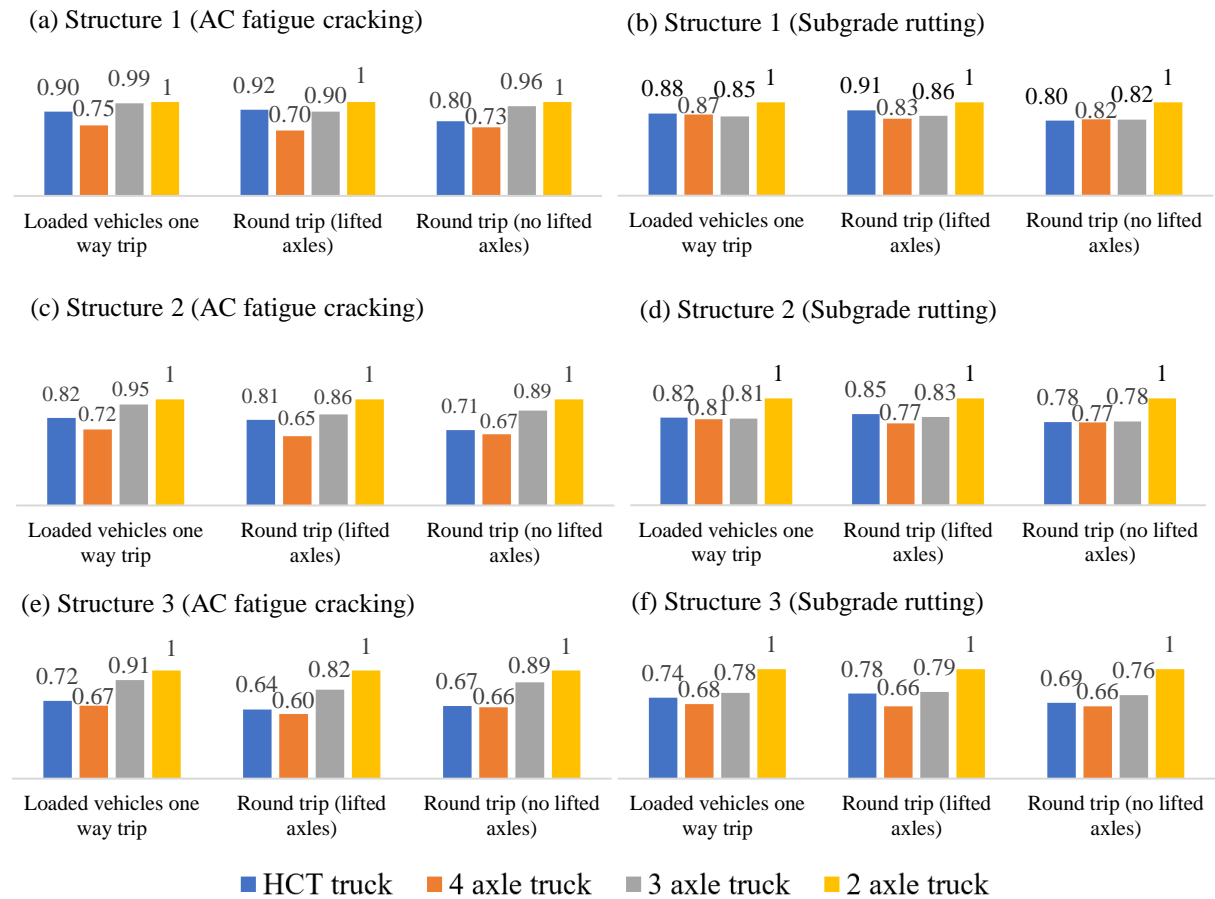 (a) Structure 1 (AC fatigue cracking)
0.90 0.75 0.99 1 0.92 0.70 0.90 1 0.80 0.73 0.96 1
Loaded vehicles one
way trip
Round trip (lifted
axles)
Round trip (no lifted
axles)
(b) Structure 1 (Subgrade rutting)
0.88 0.87 0.85 1 0.91 0.83 0.86 1 0.80 0.82 0.82 1
Loaded vehicles one
way trip
Round trip (lifted
axles)
Round trip (no lifted
axles)
(c) Structure 2 (AC fatigue cracking)
0.82 0.72 0.95 1 0.81 0.65 0.86 1 0.71 0.67 0.89 1
Loaded vehicles one
way trip
Round trip (lifted
axles)
Round trip (no lifted
axles)
(d) Structure 2 (Subgrade rutting)
0.82 0.81 0.81 1 0.85 0.77 0.83 1 0.78 0.77 0.78 1
Loaded vehicles one
way trip
Round trip (lifted
axles)
Round trip (no lifted
axles)
(e) Structure 3 (AC fatigue cracking)
0.72 0.67 0.91 1 0.64 0.60 0.82 1 0.67 0.66 0.89 1
Loaded vehicles one
way trip
Round trip (lifted
axles)
Round trip (no lifted
axles)
(f) Structure 3 (Subgrade rutting)
0.74 0.68 0.78 1 0.78 0.66 0.79 1 0.69 0.66 0.76 1
Loaded vehicles one
way trip
Round trip (lifted
axles)
Round trip (no lifted
axles)
HCT truck 4 axle truck 3 axle truck 2 axle truck